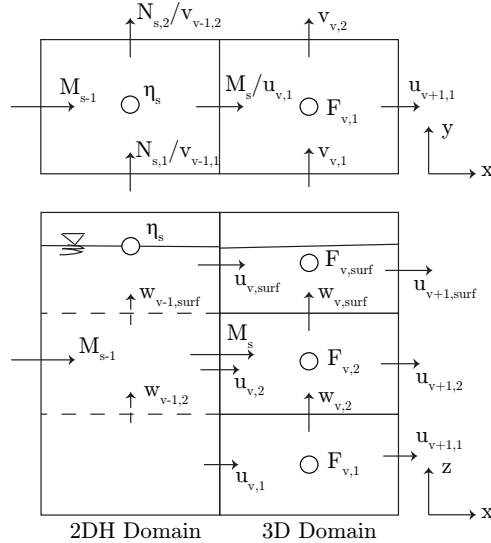 N_{s,2}/v_{v-1,2} v_{v,2}
M_{s-1} η_s M_s/u_{v,1} F_{v,1} u_{v+1,1}
N_{s,1}/v_{v-1,1} v_{v,1} y
x
η_s
u_{v,surf} F_{v,surf} u_{v+1,surf}
w_{v-1,surf} w_{v,surf}
M_{s-1} M_s
u_{v,2} F_{v,2} u_{v+1,2}
w_{v-1,2} w_{v,2}
u_{v,1} F_{v,1} u_{v+1,1}
z
x
2DH Domain 3D Domain